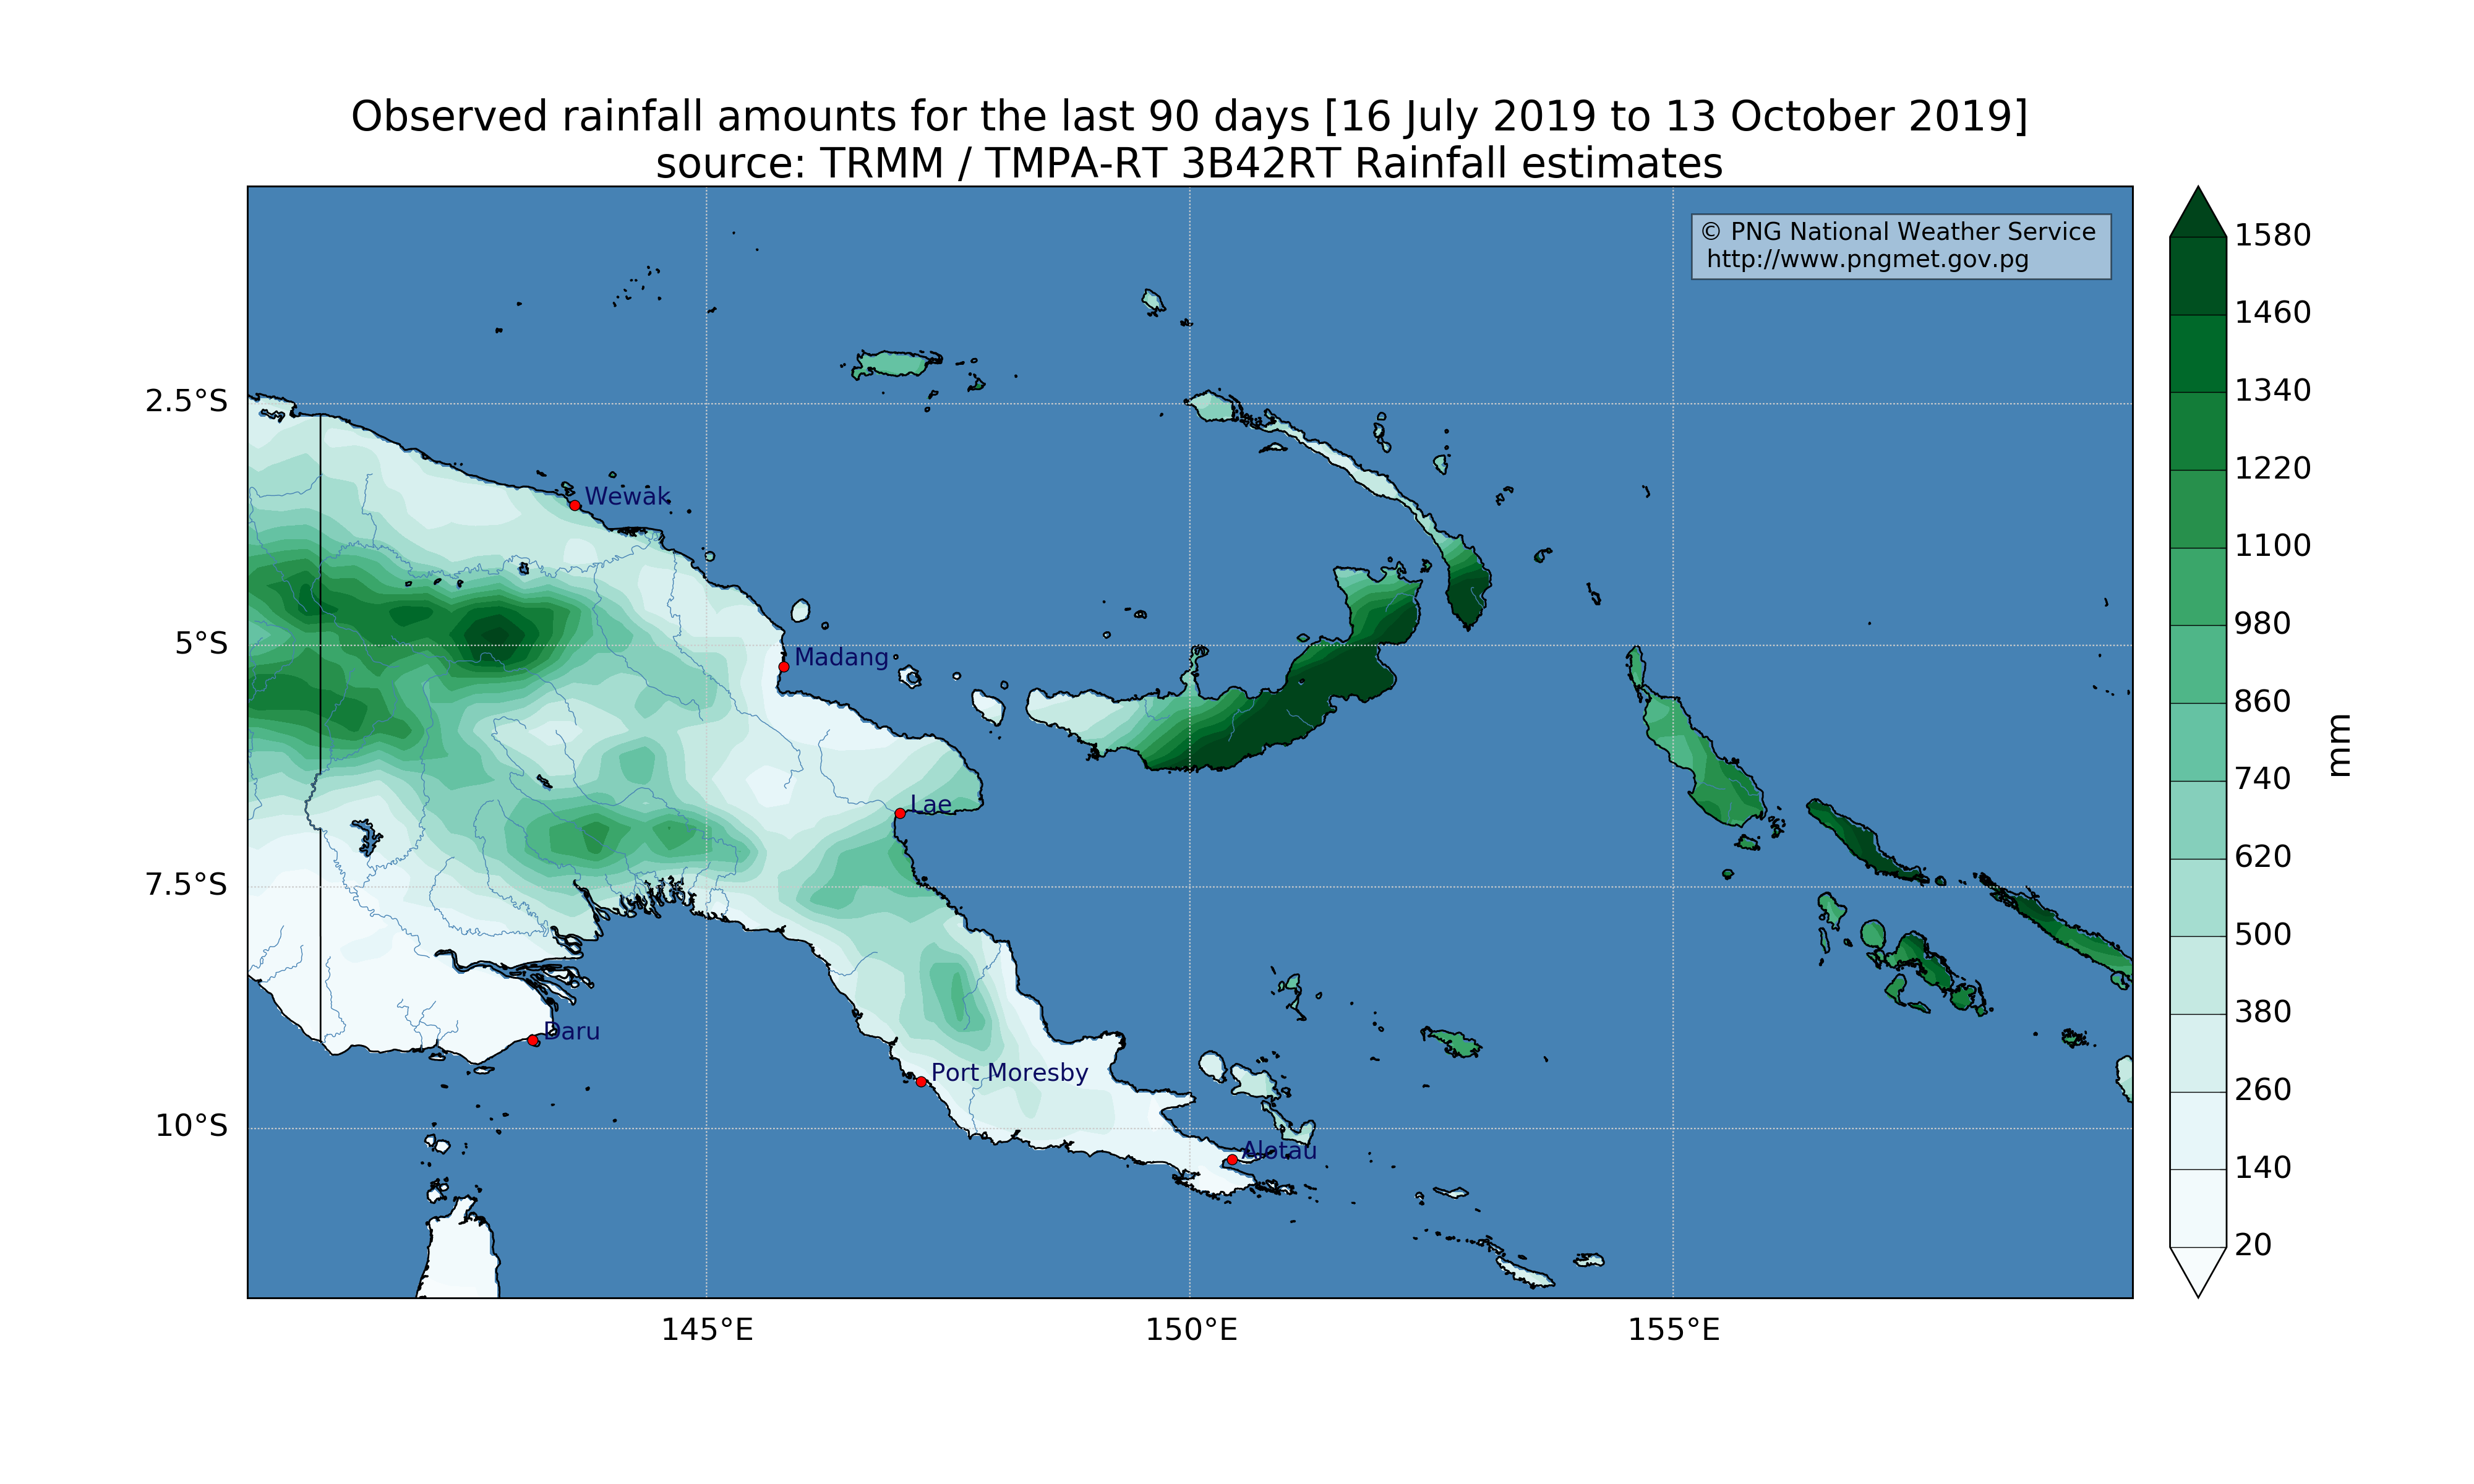 Observed rainfall amounts for the last 90 days [16 July 2019 to 13 October 2019]
source: TRMM / TMPA-RT 3B42RT Rainfall estimates
© PNG National Weather Service
http://www.pngmet.gov.pg
2.5°S
5°S
7.5°S
10°S
Wewak
Madang
Lae
Daru
Port Moresby
Alotau
145°E
150°E
155°E
1580
1460
1340
1220
1100
980
860
740
620
500
380
260
140
20
mm